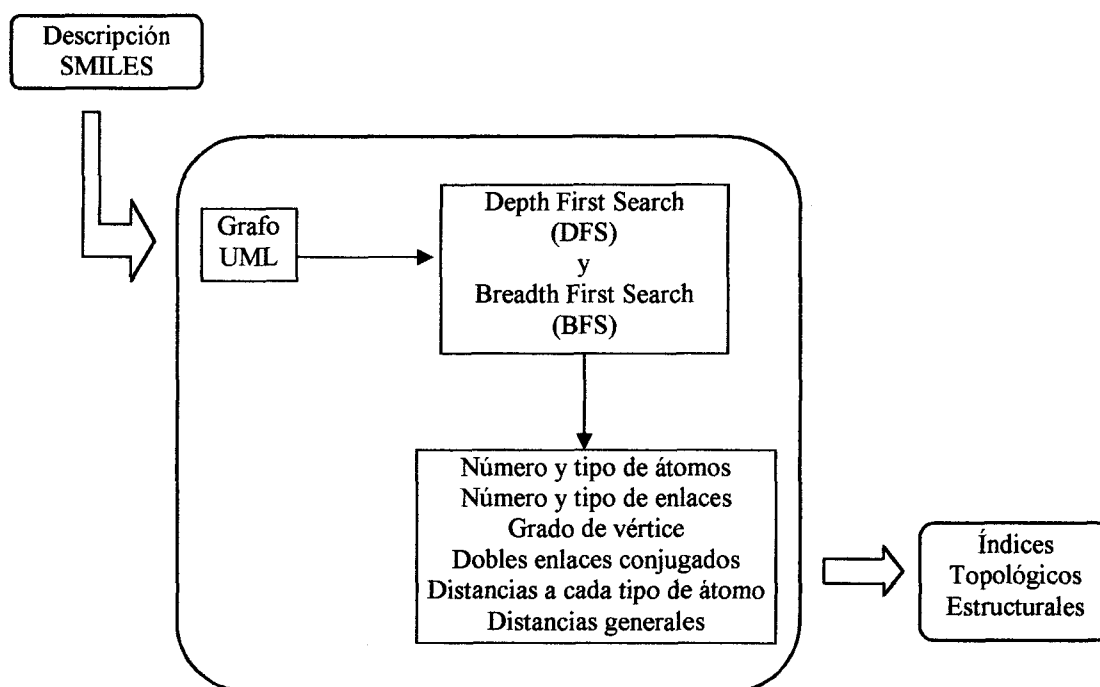 Descripción
SMILES
Grafo
UML
Depth First Search
(DFS)
y
Breadth First Search
(BFS)
Número y tipo de átomos
Número y tipo de enlaces
Grado de vértice
Dobles enlaces conjugados
Distancias a cada tipo de átomo
Distancias generales
Índices
Topológicos
Estructurales